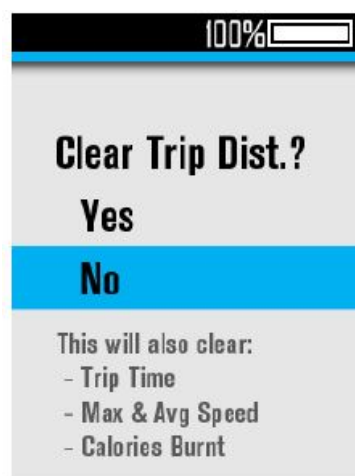 100%
Clear Trip Dist.?
Yes
No
This will also clear:
- Trip Time
- Max & Avg Speed
- Calories Burnt